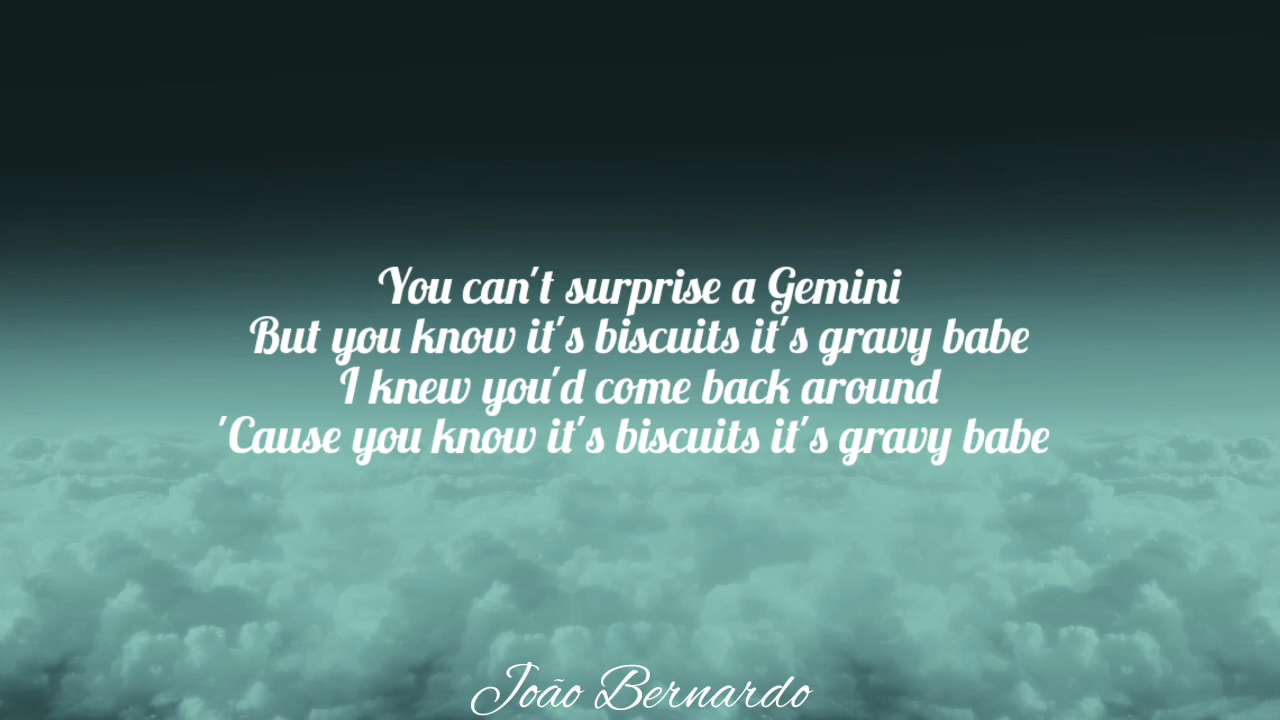 You can't surprise a Gemini
But you know it's biscuits it's gravy babe
I knew you'd come back around
'Cause you know it's biscuits it's gravy babe
João Bernardo